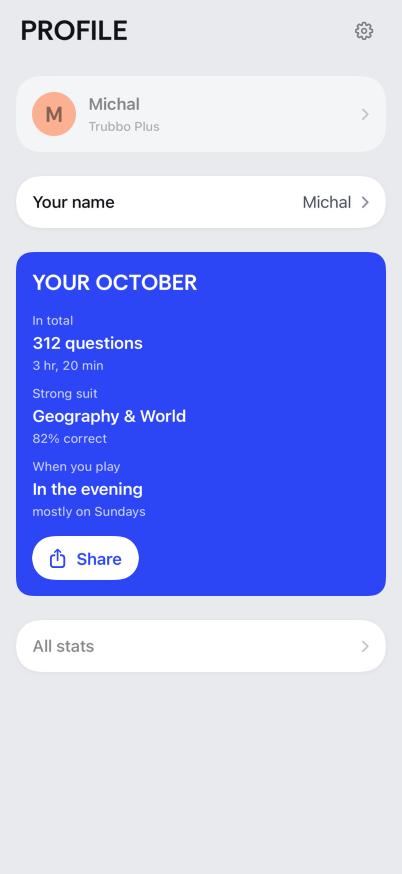 PROFILE
M
Michal
Trubbo Plus
Your name
Michal
YOUR OCTOBER
In total
312 questions
3 hr, 20 min
Strong suit
Geography & World
82% correct
When you play
In the evening
mostly on Sundays
Share
All stats